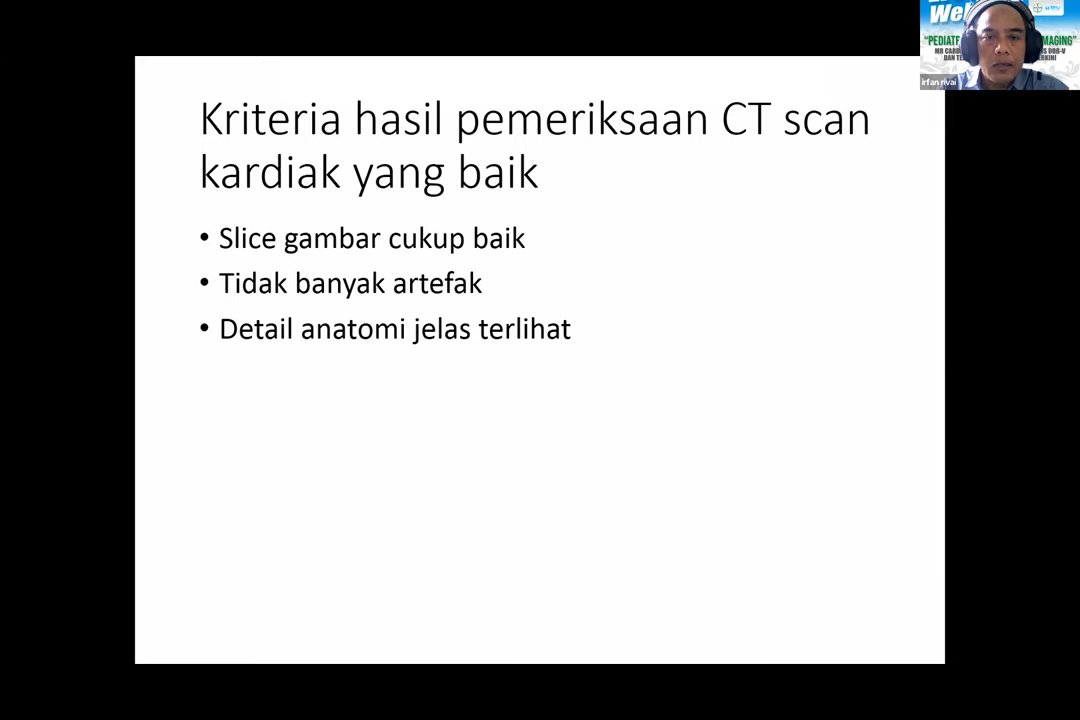 Kriteria hasil pemeriksaan CT scan
kardiak yang baik
• Slice gambar cukup baik
• Tidak banyak artefak
• Detail anatomi jelas terlihat
irfan rivai